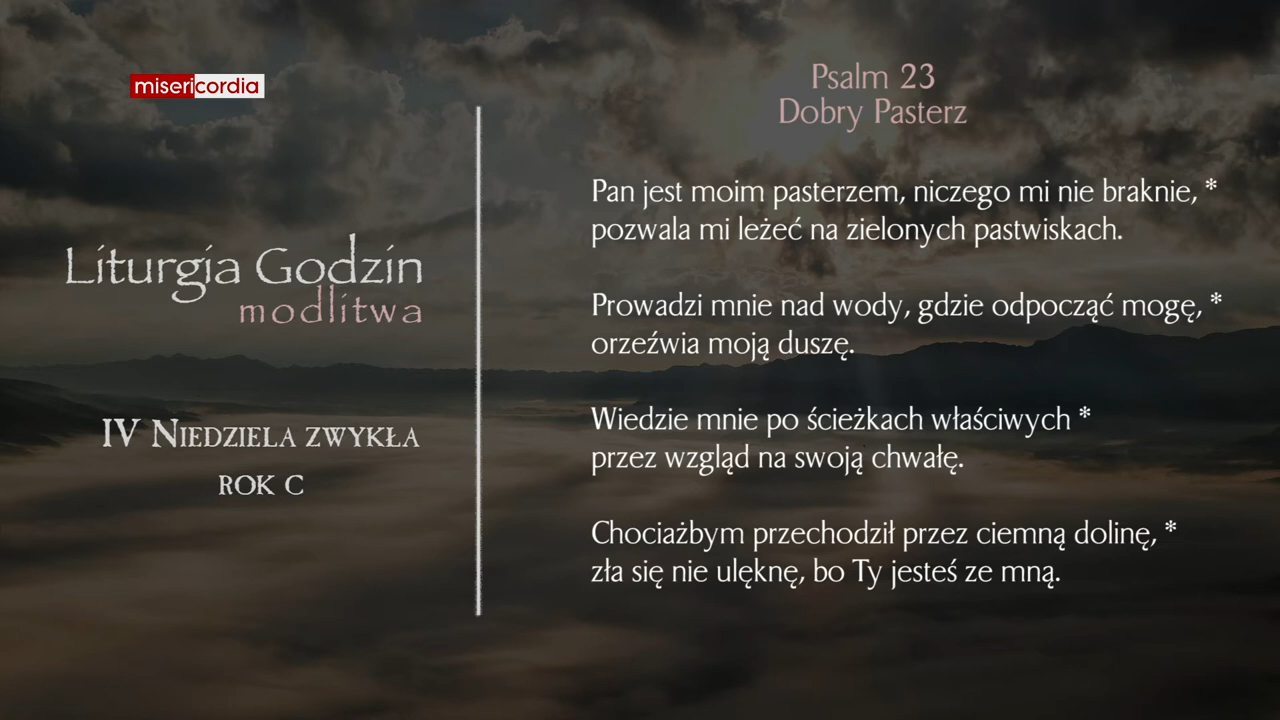 misericordia
Liturgia Godzin
modlitwa
IV Niedziela zwykła
rok C
Psalm 23
Dobry Pasterz
Pan jest moim pasterzem, niczego mi nie braknie, *
pozwala mi leżeć na zielonych pastwiskach.
Prowadzi mnie nad wody, gdzie odpocząć mogę, *
orzeźwia moją duszę.
Wiedzie mnie po ścieżkach właściwych *
przez wzgląd na swoją chwałę.
Chociażbym przechodził przez ciemną dolinę, *
zła się nie ulęknę, bo Ty jesteś ze mną.